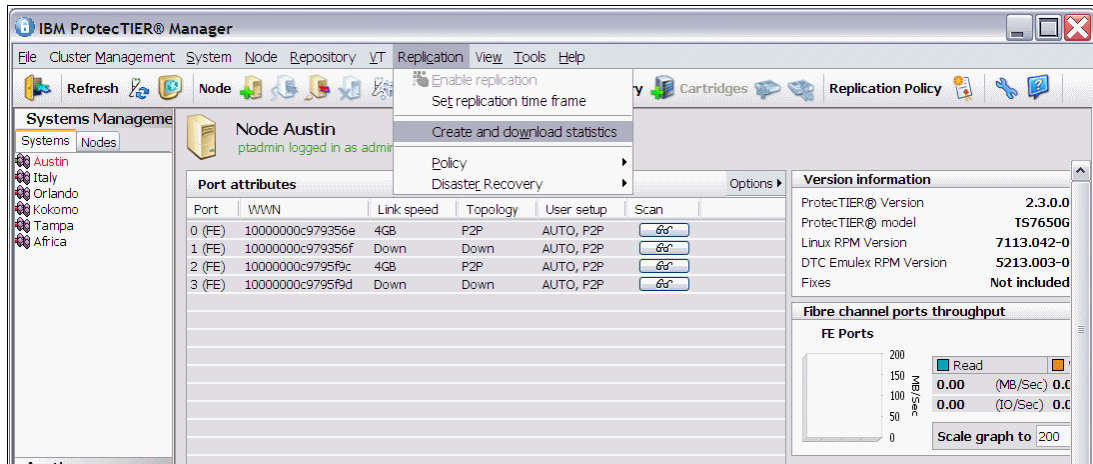 IBM ProtecTIER® Manager
File Cluster Management System Node Repository VT Replication View Tools Help
Refresh Node Cartridges Replication Policy
Enable replication
Set replication time frame
Create and download statistics
Policy
Disaster Recovery
Systems Manageme
Systems Nodes
Austin
Italy
Orlando
Kokomo
Tampa
Africa
Node Austin
ptadmin logged in as admin
Port attributes Options
Port WWN Link speed Topology User setup Scan
0 (FE) 10000000c979356e 4GB P2P AUTO, P2P
1 (FE) 10000000c979356f Down Down AUTO, P2P
2 (FE) 10000000c9795f9c 4GB P2P AUTO, P2P
3 (FE) 10000000c9795f9d Down Down AUTO, P2P
Version information
ProtecTIER® Version 2.3.0.0
ProtecTIER® model TS7650G
Linux RPM Version 7113.042-0
DTC Emulex RPM Version 5213.003-0
Fixes Not included
Fibre channel ports throughput
FE Ports
200
150
100
50
0
MB/Sec
Read
0.00 (MB/Sec) 0.0
0.00 (IO/Sec) 0.0
Scale graph to 200